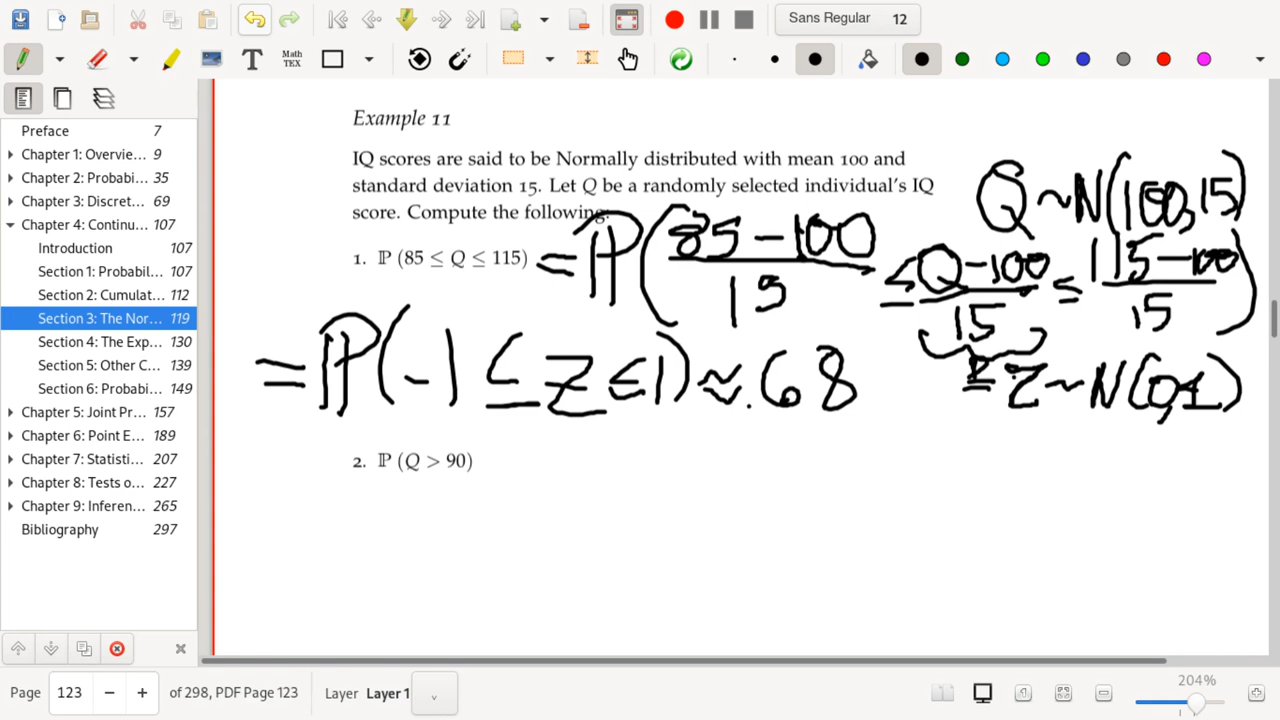 Sans Regular 12
T Math TEX
Preface 7
Chapter 1: Overvie... 9
Chapter 2: Probabi... 35
Chapter 3: Discret... 69
Chapter 4: Continu... 107
Introduction 107
Section 1: Probabil... 107
Section 2: Cumulat... 112
Section 3: The Nor... 119
Section 4: The Exp... 130
Section 5: Other C... 139
Section 6: Probabi... 149
Chapter 5: Joint Pr... 157
Chapter 6: Point E... 189
Chapter 7: Statisti... 207
Chapter 8: Tests o... 227
Chapter 9: Inferen... 265
Bibliography 297
Example 11
IQ scores are said to be Normally distributed with mean 100 and
standard deviation 15. Let Q be a randomly selected individual's IQ
score. Compute the following:
Q ~ N(100, 15)
1. ℙ (85 ≤ Q ≤ 115) = ℙ((85 - 100)/15 ≤ (Q - 100)/15 ≤ (115 - 100)/15)
= Z ~ N(0, 1)
= ℙ(-1 ≤ Z ≤ 1) ≈ .68
2. ℙ (Q > 90)
Page 123 of 298, PDF Page 123 Layer Layer 1 204%